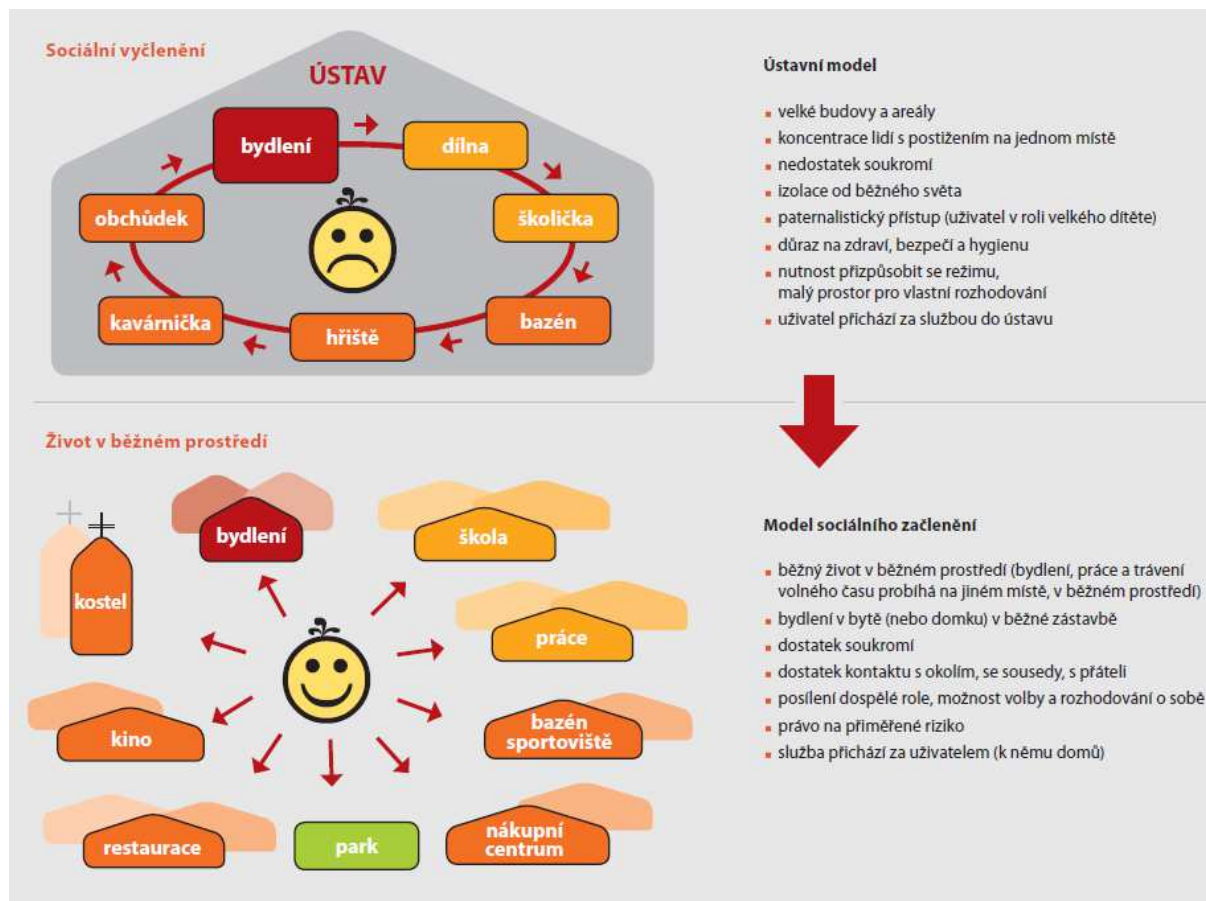 Sociální vyčlenění
ÚSTAV
bydlení
dílna
obchůdek
školička
kavárnička
hřiště
bazén
Ústavní model
▪ velké budovy a areály
▪ koncentrace lidí s postižením na jednom místě
▪ nedostatek soukromí
▪ izolace od běžného světa
▪ paternalistický přístup (uživatel v roli velkého dítěte)
▪ důraz na zdraví, bezpečí a hygienu
▪ nutnost přizpůsobit se režimu,
malý prostor pro vlastní rozhodování
▪ uživatel přichází za službou do ústavu
Život v běžném prostředí
bydlení
škola
kostel
práce
kino
bazén
sportoviště
restaurace
park
nákupní
centrum
Model sociálního začlenění
▪ běžný život v běžném prostředí (bydlení, práce a trávení
volného času probíhá na jiném místě, v běžném prostředí)
▪ bydlení v bytě (nebo domku) v běžné zástavbě
▪ dostatek soukromí
▪ dostatek kontaktu s okolím, se sousedy, s přáteli
▪ posílení dospělé role, možnost volby a rozhodování o sobě
▪ právo na přiměřené riziko
▪ služba přichází za uživatelem (k němu domů)